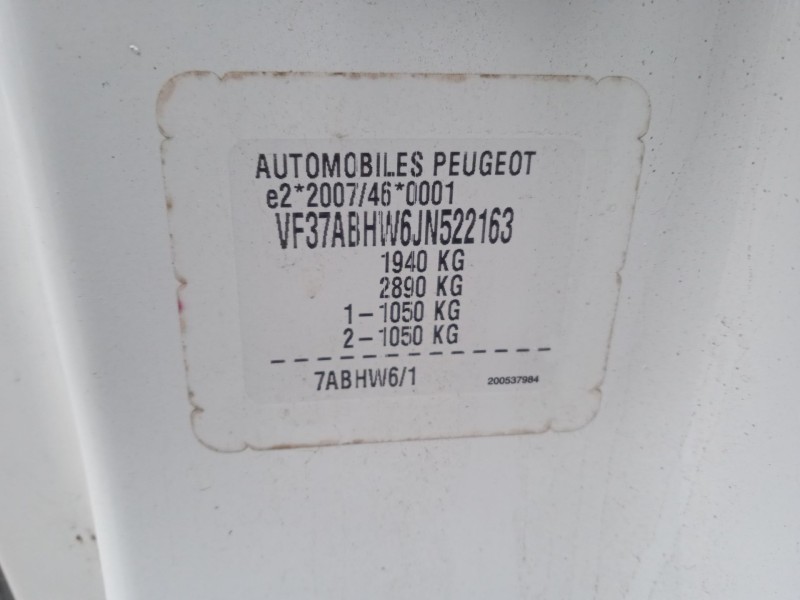 AUTOMOBILES PEUGEOT
e2*2007/46*0001
VF37ABHW6JN522163
1940 KG
2890 KG
1-1050 KG
2-1050 KG
7ABHW6/1 200537984